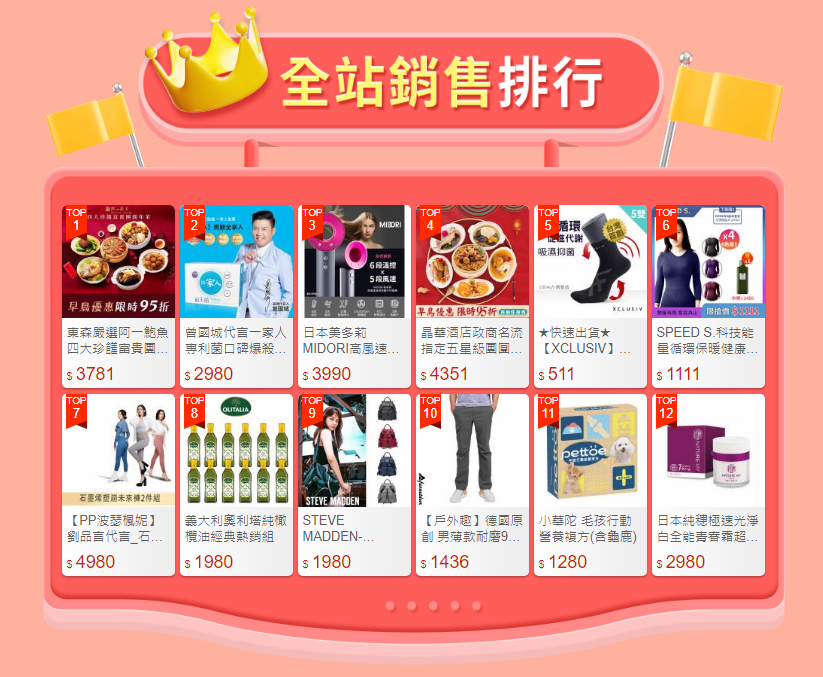 全站銷售排行
TOP 1
早鳥優惠限時95折
東森嚴選阿一鮑魚
四大珍饈富貴團…
$ 3781
TOP 2
曾國城代言一家人
專利菌口碑爆殺…
$ 2980
TOP 3
MIDORI
6段溫控
×
5段風速
日本美多莉
MIDORI高風速…
$ 3990
TOP 4
早鳥優惠 限時95折
晶華酒店政商名流
指定五星級團圓…
$ 4351
TOP 5
5雙
循環
促進代謝
吸濕抑菌
XCLUSIV
★快速出貨★
【XCLUSIV】…
$ 511
TOP 6
D S.
x4
限搶價 $1111
SPEED S.科技能
量循環保暖健康…
$ 1111
TOP 7
石墨烯塑崩未來褲2件組
【PP波瑟楓妮】
劉品言代言_石…
$ 4980
TOP 8
OLITALIA
義大利奧利塔純橄
欖油經典熱銷組
$ 1980
TOP 9
STEVE MADDEN
STEVE
MADDEN-…
$ 1980
TOP 10
【戶外趣】德國原
創 男薄款耐磨9…
$ 1436
TOP 11
pettoe
小華陀 毛孩行動
營養複方(含龜鹿)
$ 1280
TOP 12
日本純穗極速光淨
白全能青春霜超…
$ 2980